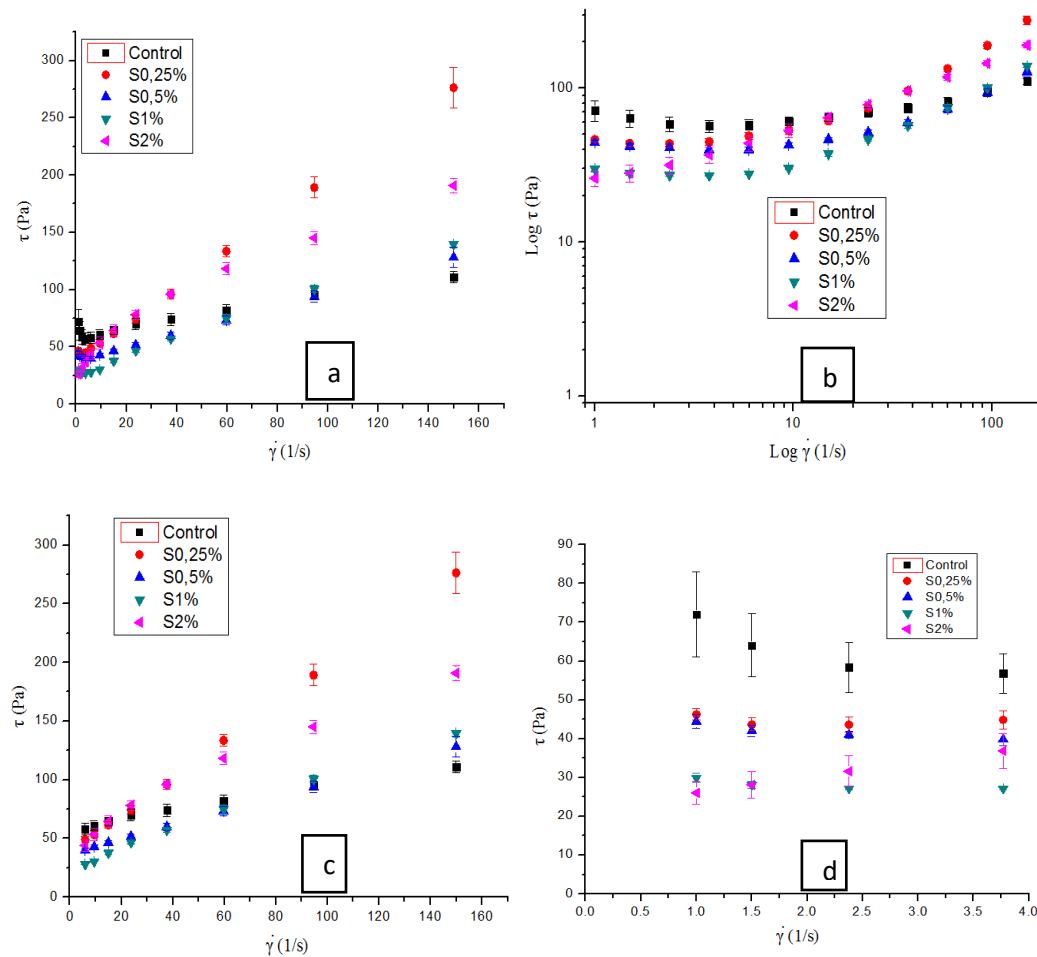 Control
S0,25%
S0,5%
S1%
S2%
300
250
200
150
100
50
0
τ (Pa)
0 20 40 60 80 100 120 140 160
γ̇ (1/s)
a
100
10
1
Log τ (Pa)
Control
S0,25%
S0,5%
S1%
S2%
1 10 100
Log γ̇ (1/s)
b
Control
S0,25%
S0,5%
S1%
S2%
300
250
200
150
100
50
0
τ (Pa)
0 20 40 60 80 100 120 140 160
γ̇ (1/s)
c
90
80
70
60
50
40
30
20
10
0
τ (Pa)
Control
S0,25%
S0,5%
S1%
S2%
0.0 0.5 1.0 1.5 2.0 2.5 3.0 3.5 4.0
γ̇ (1/s)
d